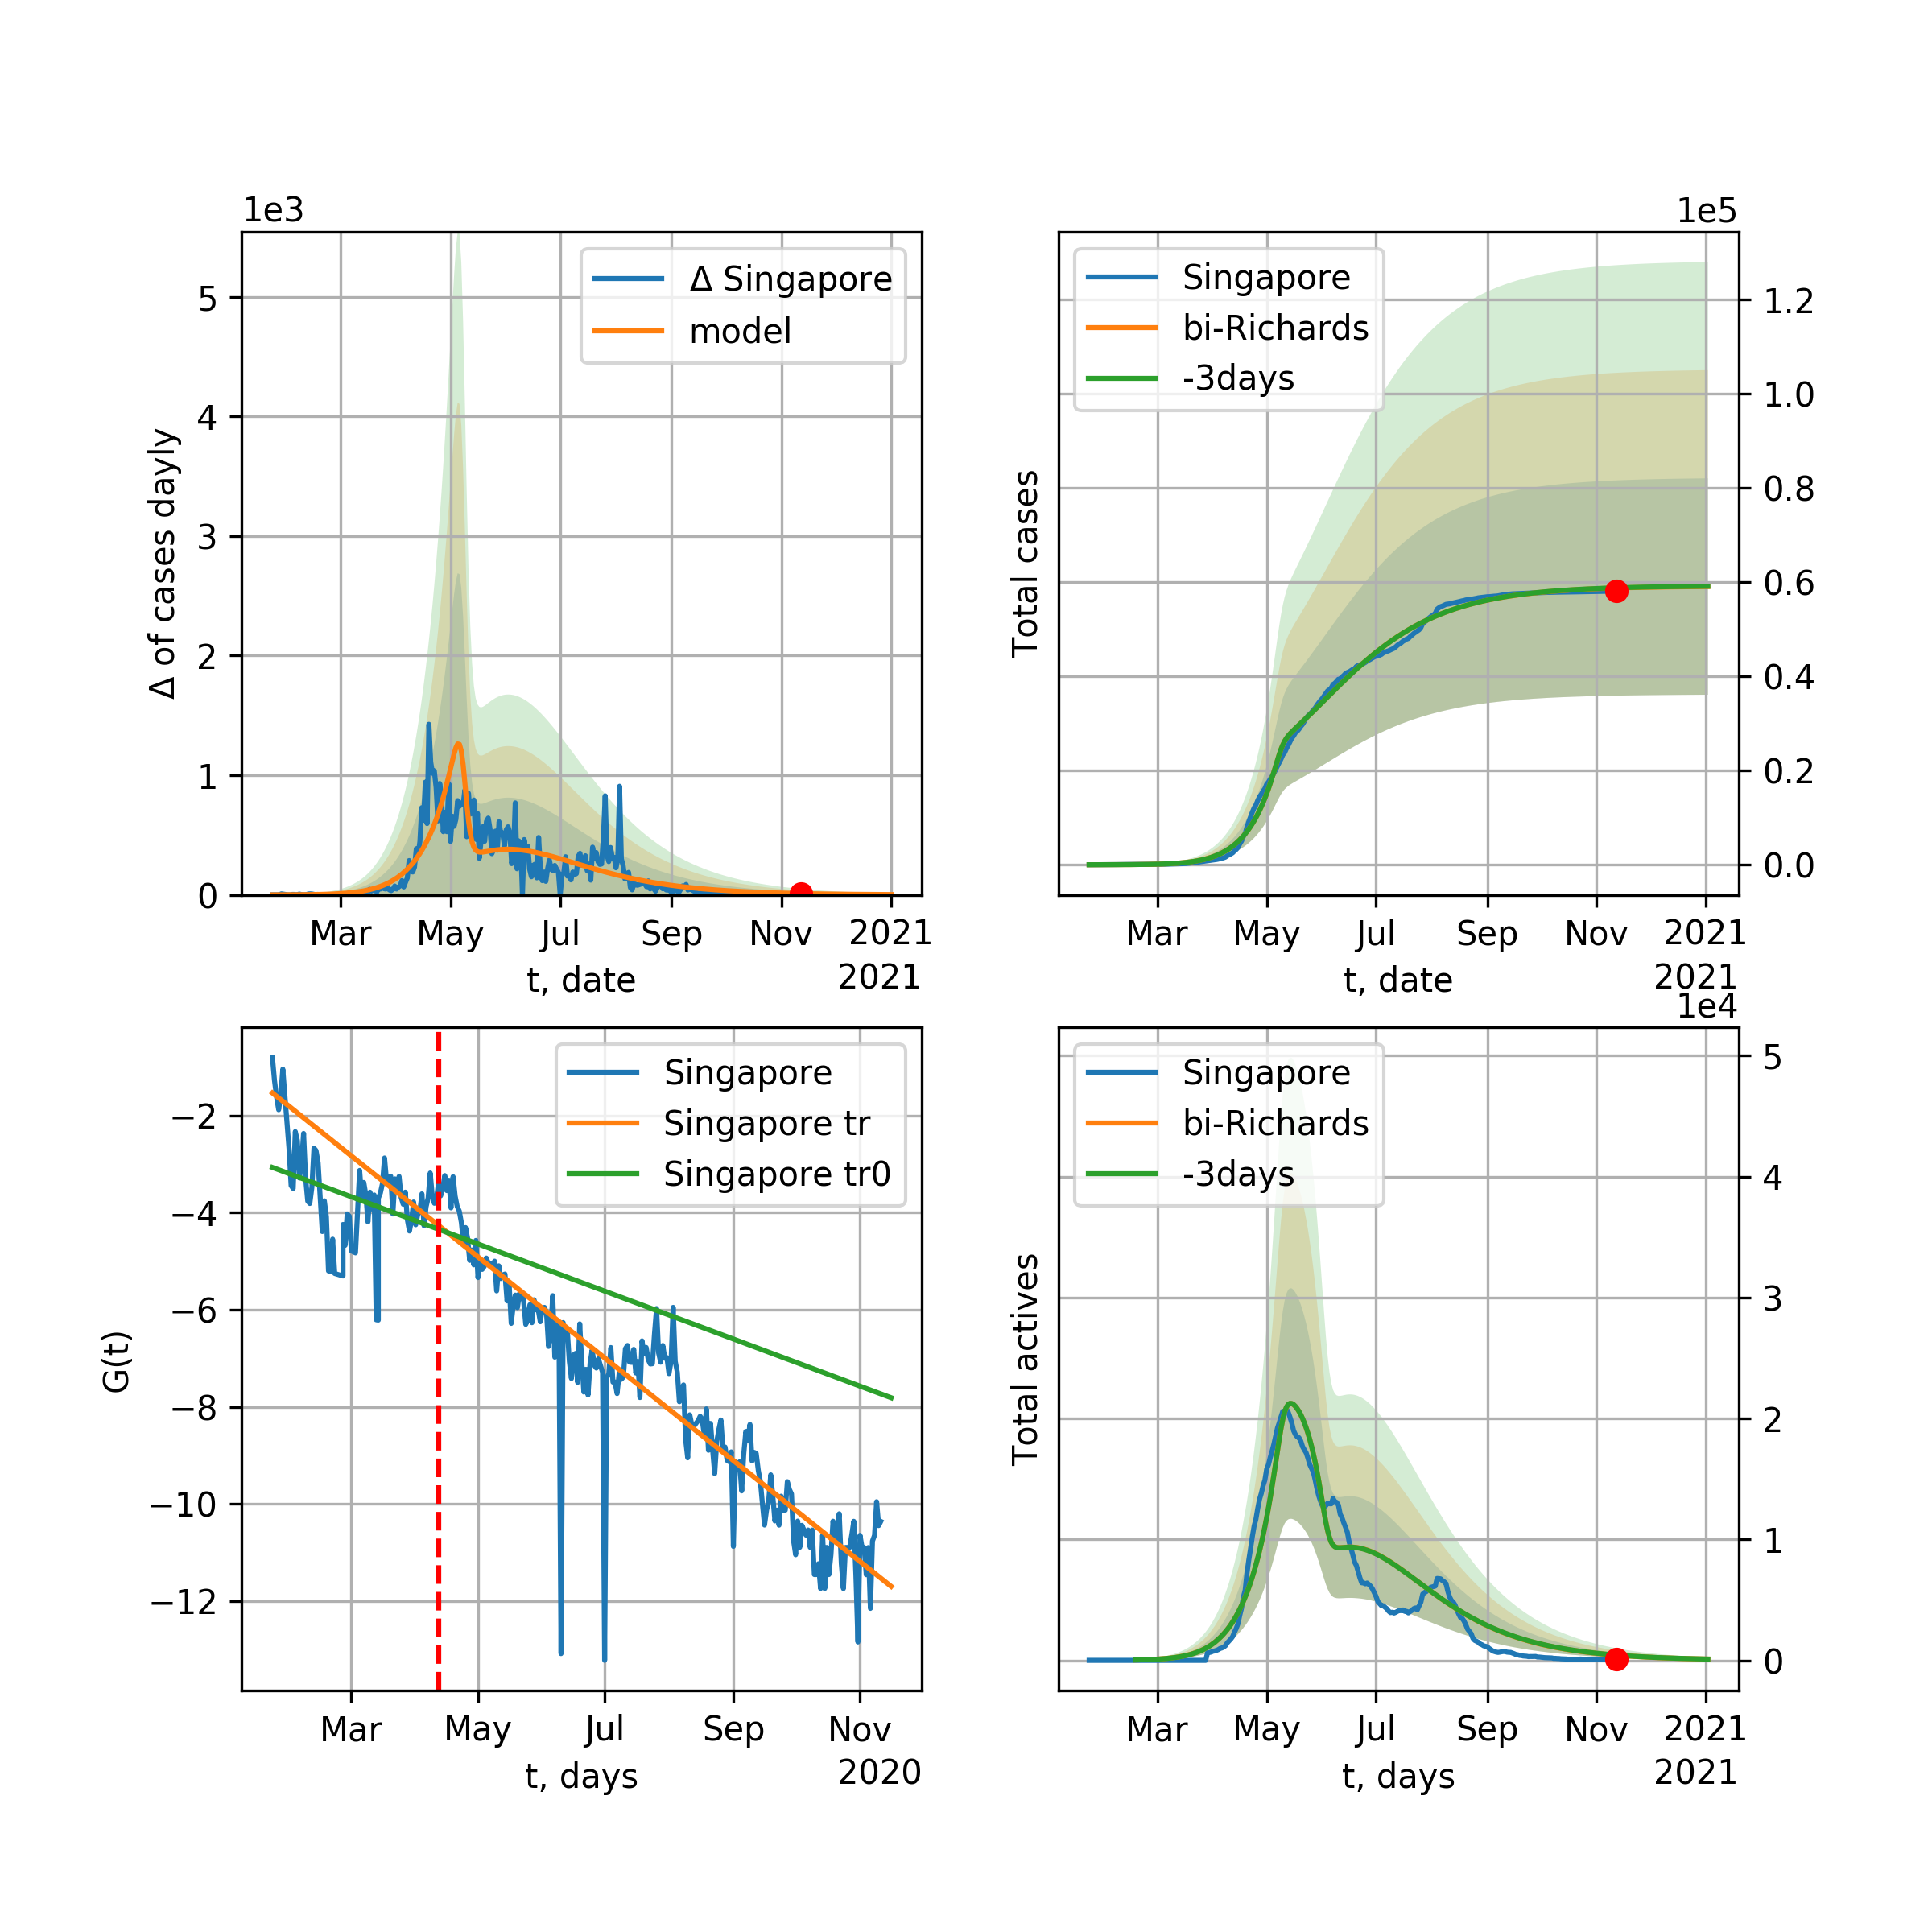 1e3
Δ of cases dayly
5
4
3
2
1
0
Δ Singapore
model
Mar May Jul Sep Nov 2021
t, date 2021
1e5
Total cases
Singapore
bi-Richards
-3days
1.2
1.0
0.8
0.6
0.4
0.2
0.0
Mar May Jul Sep Nov 2021
t, date 2021
G(t)
−2
−4
−6
−8
−10
−12
Singapore
Singapore tr
Singapore tr0
Mar May Jul Sep Nov
t, days 2020
1e4
Total actives
Singapore
bi-Richards
-3days
5
4
3
2
1
0
Mar May Jul Sep Nov 2021
t, days 2021